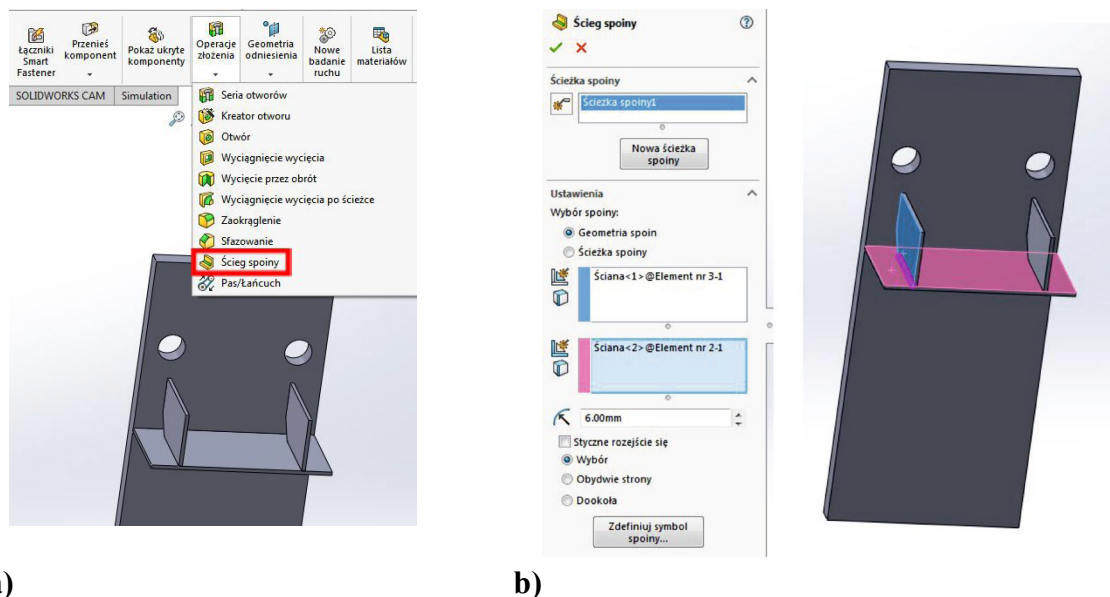 Łączniki
Smart
Fastener
Przenieś
komponent
Pokaż ukryte
komponenty
Operacje
złożenia
Geometria
odniesienia
Nowe
badanie
ruchu
Lista
materiałów
SOLIDWORKS CAM
Simulation
Seria otworów
Kreator otworu
Otwór
Wyciągnięcie wycięcia
Wycięcie przez obrót
Wyciągnięcie wycięcia po ścieżce
Zaokrąglenie
Sfazowanie
Ścieg spoiny
Pas/Łańcuch
Ścieg spoiny
Ścieżka spoiny
Ścieżka spoiny1
Nowa ścieżka
spoiny
Ustawienia
Wybór spoiny:
Geometria spoin
Ścieżka spoiny
Ściana<1>@Element nr 3-1
Ściana<2>@Element nr 2-1
6.00mm
Styczne rozejście się
Wybór
Obydwie strony
Dookoła
Zdefiniuj symbol
spoiny...
)
b)